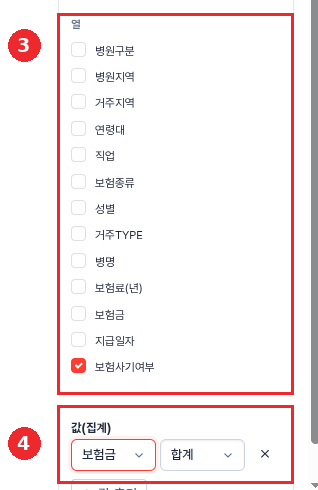 열
3
병원구분
병원지역
거주지역
연령대
직업
보험종류
성별
거주TYPE
병명
보험료(년)
보험금
지급일자
보험사기여부
4
값(집계)
보험금 합계